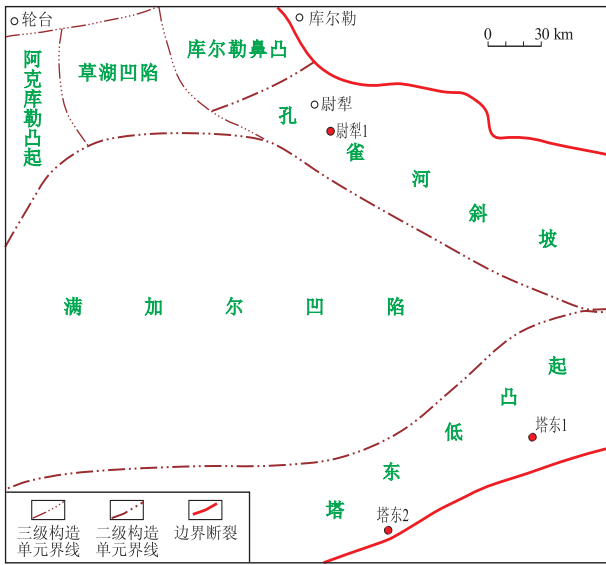 轮台
库尔勒
0 30 km
库尔勒鼻凸
阿克库勒凸起
草湖凹陷
尉犁
尉犁1
孔雀河斜坡
满加尔凹陷
塔东低凸起
塔东1
塔东2
三级构造
单元界线
二级构造
单元界线
边界断裂